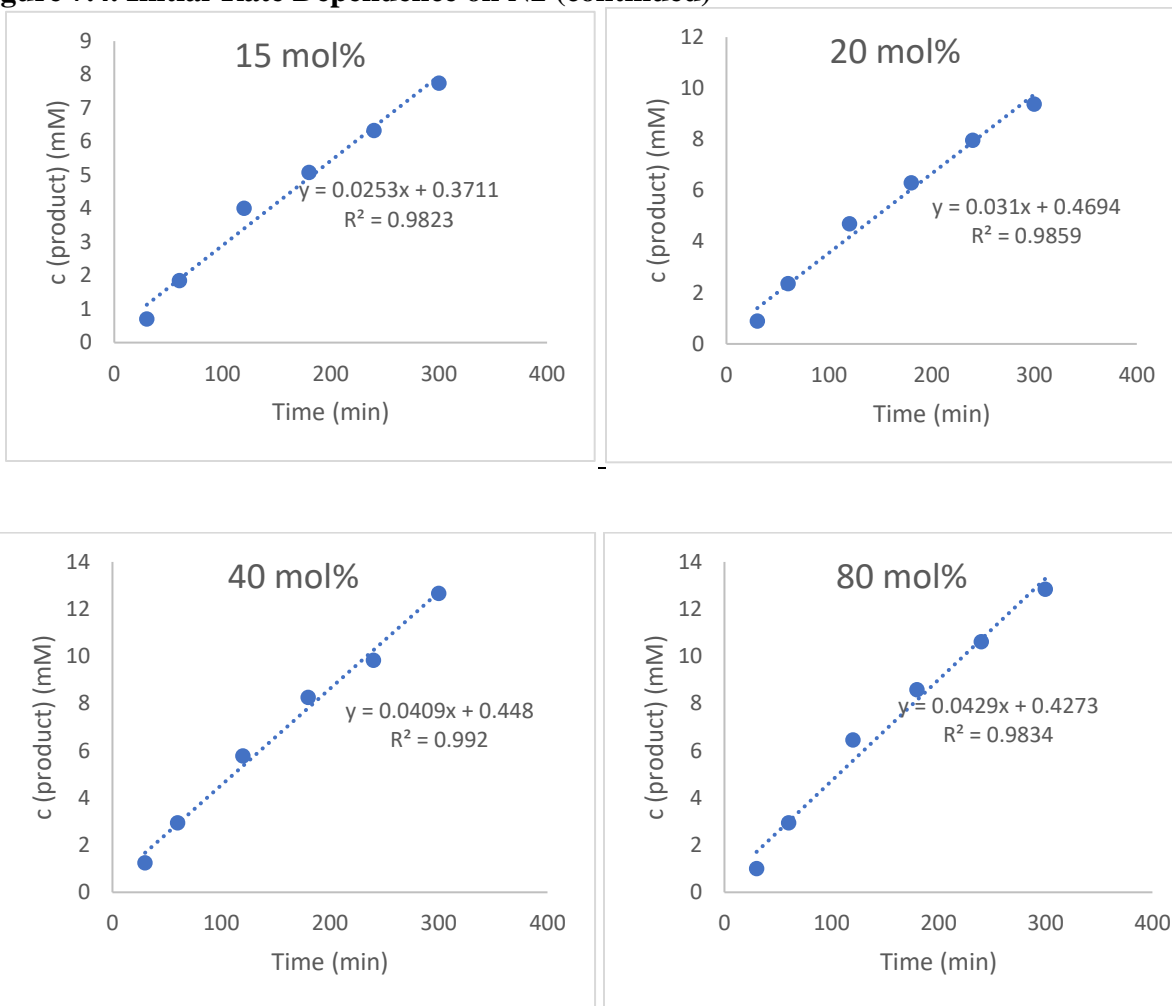 15 mol%
9
8
7
6
5
4
3
2
1
0
c (product) (mM)
y = 0.0253x + 0.3711
R² = 0.9823
0 100 200 300 400
Time (min)
20 mol%
12
10
8
6
4
2
0
c (product) (mM)
y = 0.031x + 0.4694
R² = 0.9859
0 100 200 300 400
Time (min)
40 mol%
14
12
10
8
6
4
2
0
c (product) (mM)
y = 0.0409x + 0.448
R² = 0.992
0 100 200 300 400
Time (min)
80 mol%
14
12
10
8
6
4
2
0
c (product) (mM)
y = 0.0429x + 0.4273
R² = 0.9834
0 100 200 300 400
Time (min)